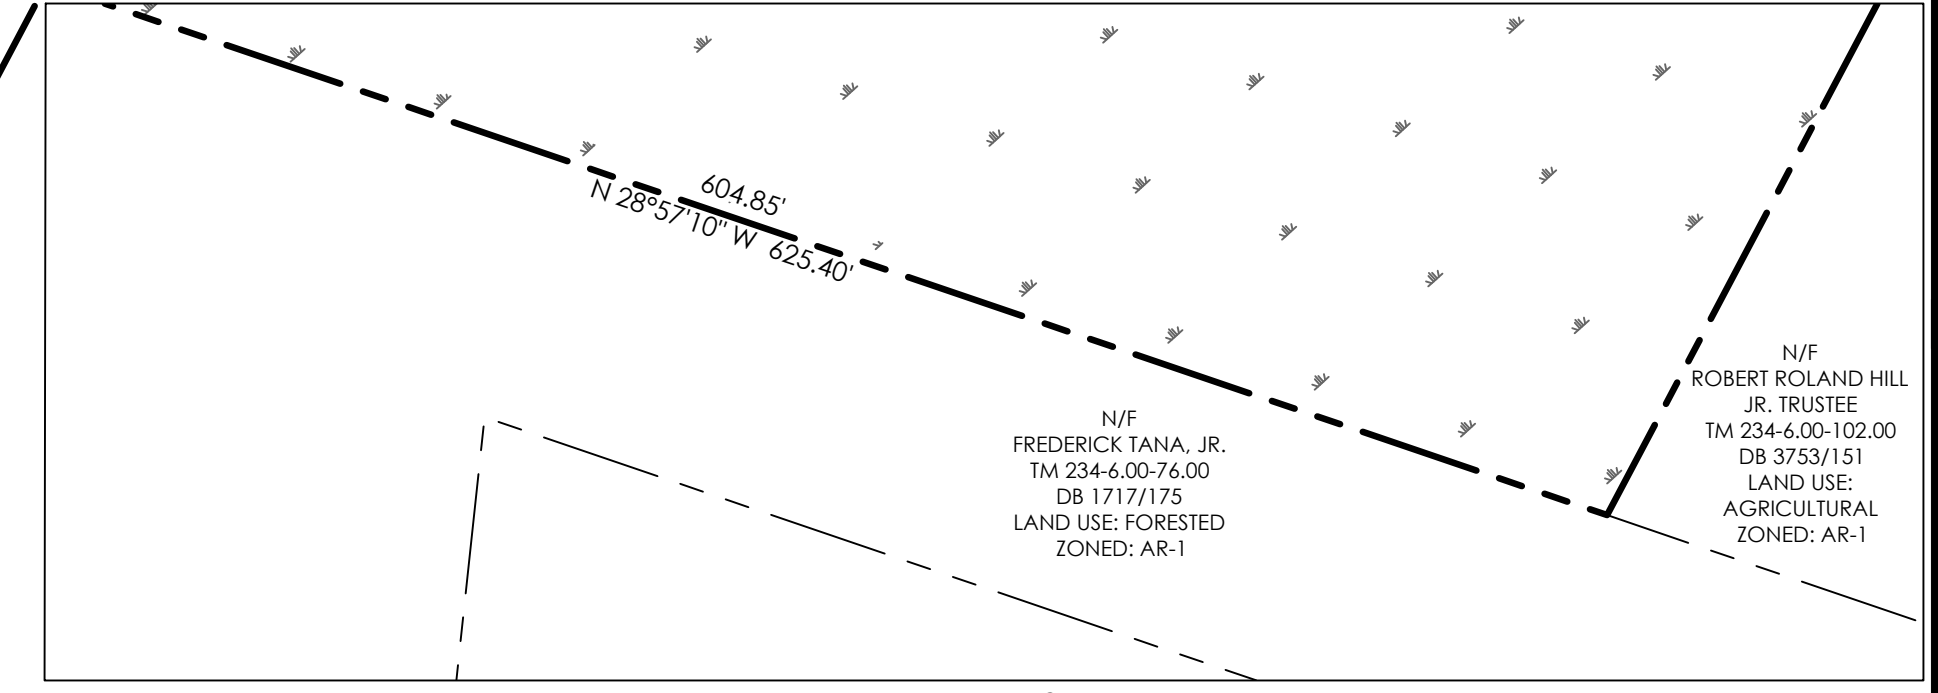 604.85'
N 28°57'10" W 625.40'
N/F
FREDERICK TANA, JR.
TM 234-6.00-76.00
DB 1717/175
LAND USE: FORESTED
ZONED: AR-1
N/F
ROBERT ROLAND HILL
JR. TRUSTEE
TM 234-6.00-102.00
DB 3753/151
LAND USE:
AGRICULTURAL
ZONED: AR-1